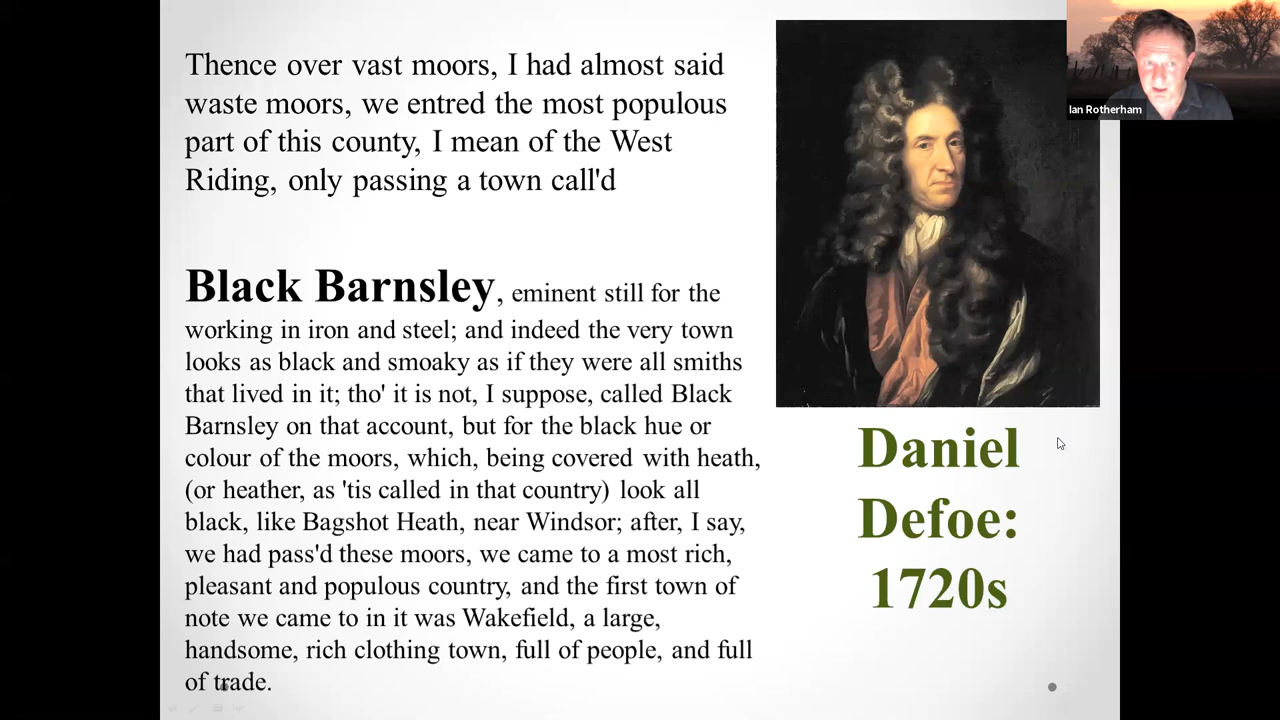 Thence over vast moors, I had almost said
waste moors, we entred the most populous
part of this county, I mean of the West
Riding, only passing a town call'd
Black Barnsley, eminent still for the
working in iron and steel; and indeed the very town
looks as black and smoaky as if they were all smiths
that lived in it; tho' it is not, I suppose, called Black
Barnsley on that account, but for the black hue or
colour of the moors, which, being covered with heath,
(or heather, as 'tis called in that country) look all
black, like Bagshot Heath, near Windsor; after, I say,
we had pass'd these moors, we came to a most rich,
pleasant and populous country, and the first town of
note we came to in it was Wakefield, a large,
handsome, rich clothing town, full of people, and full
of trade.
Daniel
Defoe:
1720s
Ian Rotherham